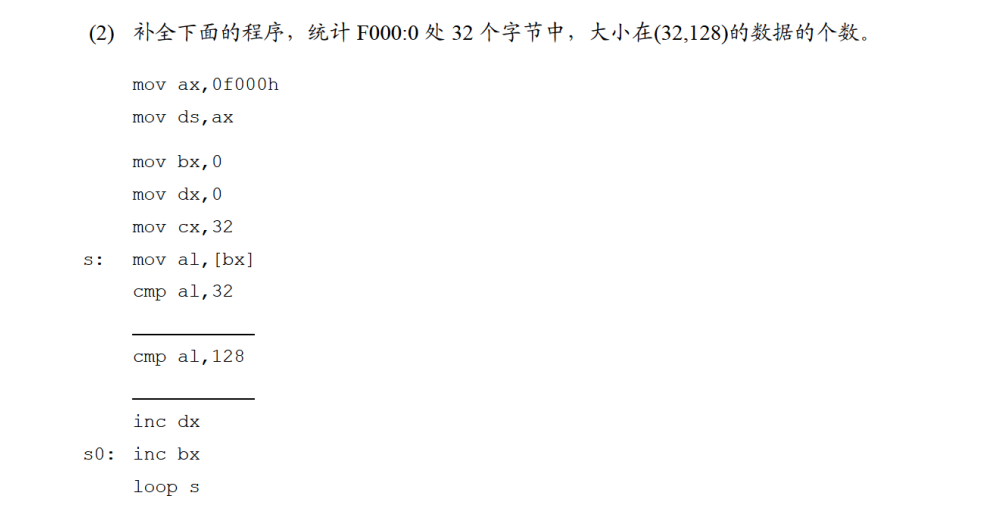 (2) 补全下面的程序，统计 F000:0 处 32 个字节中，大小在(32,128)的数据的个数。
mov ax,0f000h
mov ds,ax
mov bx,0
mov dx,0
mov cx,32
s: mov al,[bx]
cmp al,32
cmp al,128
inc dx
s0: inc bx
loop s